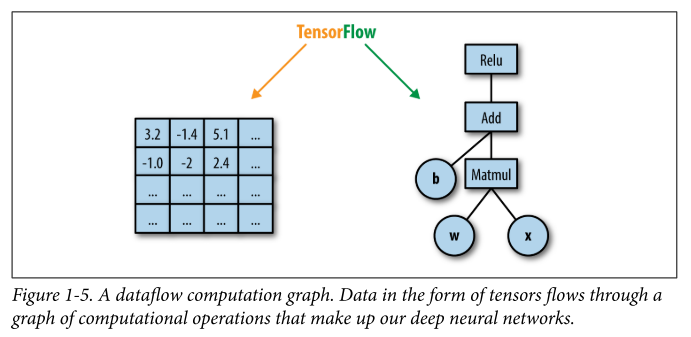 TensorFlow
3.2 -1.4 5.1 ...
-1.0 -2 2.4 ...
... ... ... ...
... ... ... ...
Relu
Add
b
Matmul
w
x
Figure 1-5. A dataflow computation graph. Data in the form of tensors flows through a
graph of computational operations that make up our deep neural networks.